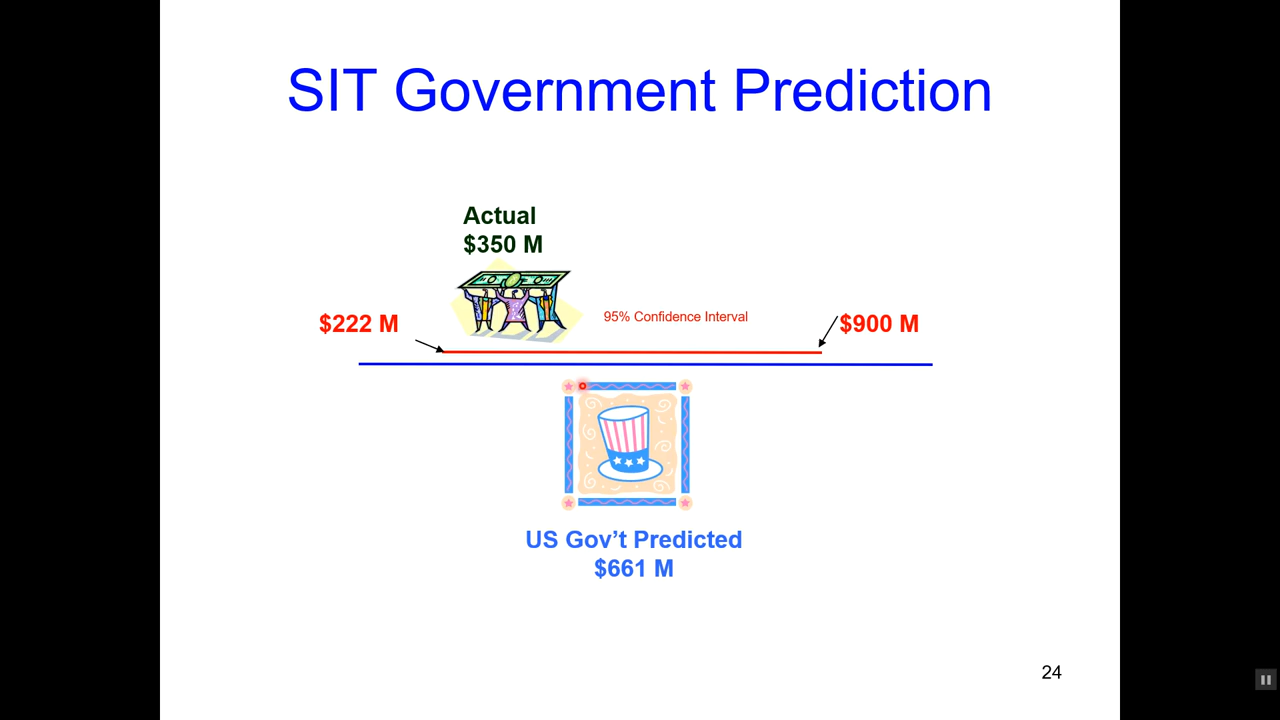 SIT Government Prediction
Actual
$350 M
$222 M
95% Confidence Interval
$900 M
US Gov’t Predicted
$661 M
24